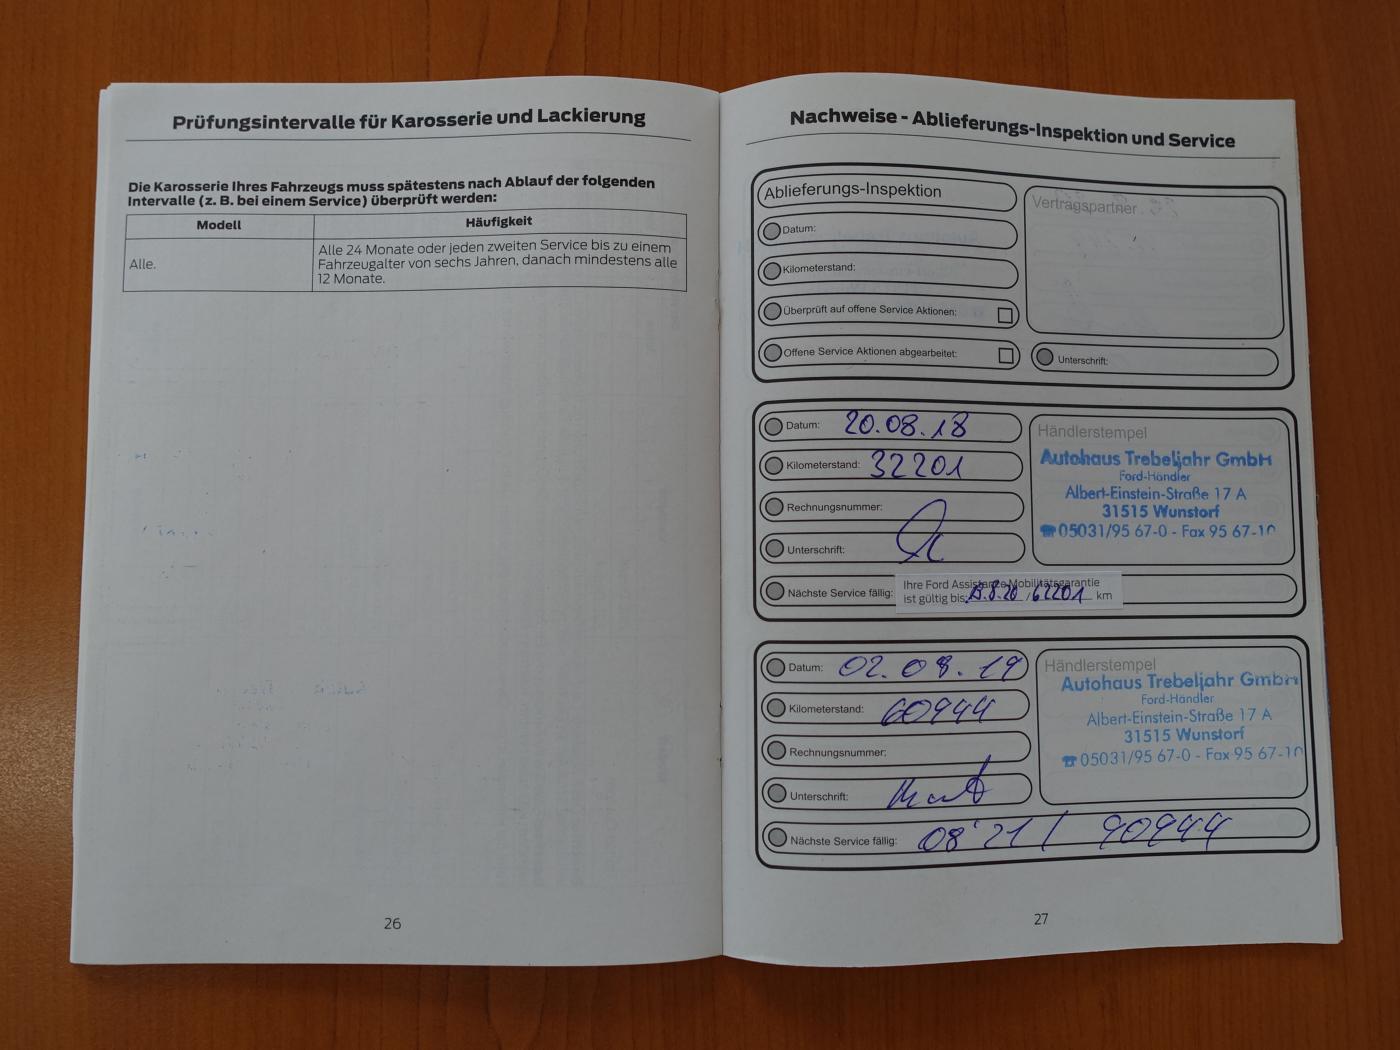 Prüfungsintervalle für Karosserie und Lackierung
Die Karosserie Ihres Fahrzeugs muss spätestens nach Ablauf der folgenden
Intervalle (z. B. bei einem Service) überprüft werden:
Modell
Häufigkeit
Alle.
Alle 24 Monate oder jeden zweiten Service bis zu einem
Fahrzeugalter von sechs Jahren, danach mindestens alle
12 Monate.
26
Nachweise - Ablieferungs-Inspektion und Service
Ablieferungs-Inspektion
Vertragspartner
Datum:
Kilometerstand:
Überprüft auf offene Service Aktionen:
Offene Service Aktionen abgearbeitet:
Unterschrift:
Datum: 20.08.18
Kilometerstand: 32201
Rechnungsnummer:
Unterschrift:
Händlerstempel
Autohaus Trebeljahr GmbH
Ford-Händler
Albert-Einstein-Straße 17 A
31515 Wunstorf
☎ 05031/95 67-0 - Fax 95 67-10
Nächste Service fällig:
Ihre Ford Assistance Mobilitätsgarantie
ist gültig bis: /62201 km
Datum: 02.08.19
Kilometerstand: 60944
Rechnungsnummer:
Unterschrift:
Händlerstempel
Autohaus Trebeljahr GmbH
Ford-Händler
Albert-Einstein-Straße 17 A
31515 Wunstorf
☎ 05031/95 67-0 - Fax 95 67-10
Nächste Service fällig: 08'21 / 90944
27